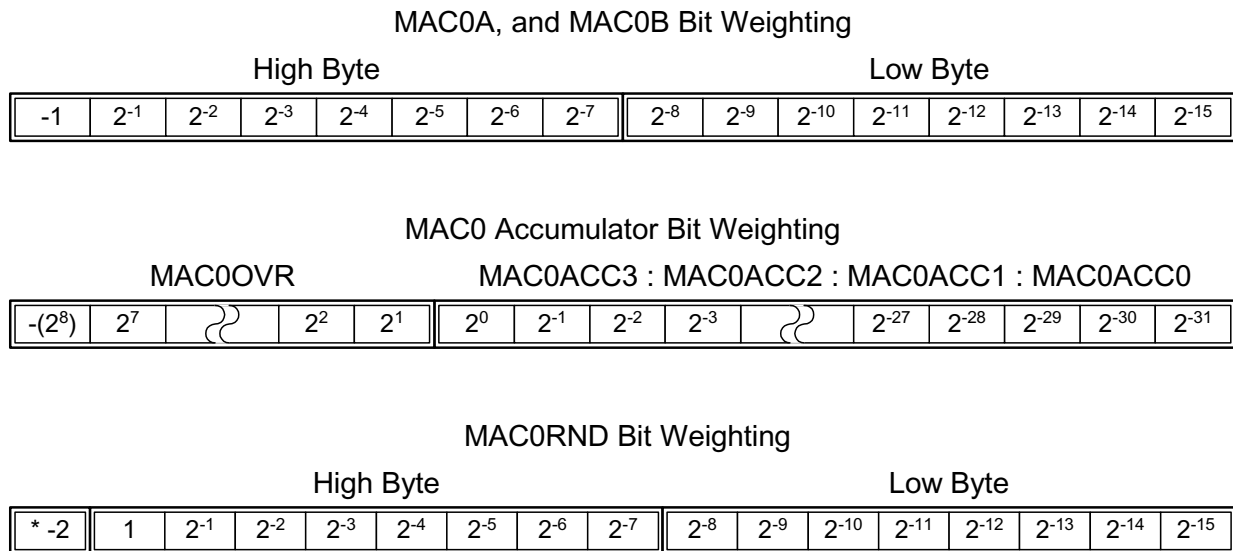 MAC0A, and MAC0B Bit Weighting
High Byte Low Byte
-1 2⁻¹ 2⁻² 2⁻³ 2⁻⁴ 2⁻⁵ 2⁻⁶ 2⁻⁷ 2⁻⁸ 2⁻⁹ 2⁻¹⁰ 2⁻¹¹ 2⁻¹² 2⁻¹³ 2⁻¹⁴ 2⁻¹⁵
MAC0 Accumulator Bit Weighting
MAC0OVR MAC0ACC3 : MAC0ACC2 : MAC0ACC1 : MAC0ACC0
-(2⁸) 2⁷ 2² 2¹ 2⁰ 2⁻¹ 2⁻² 2⁻³ 2⁻²⁷ 2⁻²⁸ 2⁻²⁹ 2⁻³⁰ 2⁻³¹
MAC0RND Bit Weighting
High Byte Low Byte
* -2 1 2⁻¹ 2⁻² 2⁻³ 2⁻⁴ 2⁻⁵ 2⁻⁶ 2⁻⁷ 2⁻⁸ 2⁻⁹ 2⁻¹⁰ 2⁻¹¹ 2⁻¹² 2⁻¹³ 2⁻¹⁴ 2⁻¹⁵